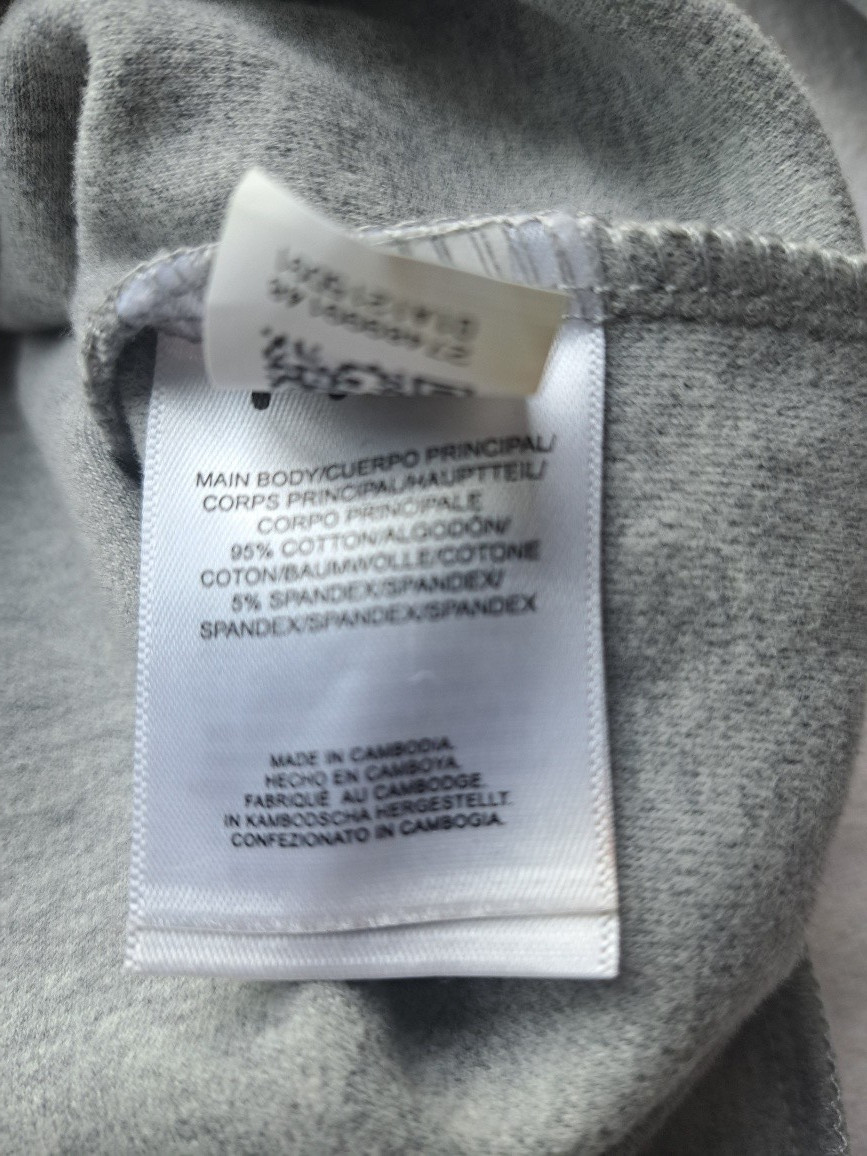 MAIN BODY/CUERPO PRINCIPAL/
CORPS PRINCIPAL/HAUPTTEIL/
CORPO PRINCIPALE
95% COTTON/ALGODÓN/
COTON/BAUMWOLLE/COTONE
5% SPANDEX/SPANDEX/
SPANDEX/SPANDEX/SPANDEX
MADE IN CAMBODIA.
HECHO EN CAMBOYA.
FABRIQUÉ AU CAMBODGE.
IN KAMBODSCHA HERGESTELLT.
CONFEZIONATO IN CAMBOGIA.